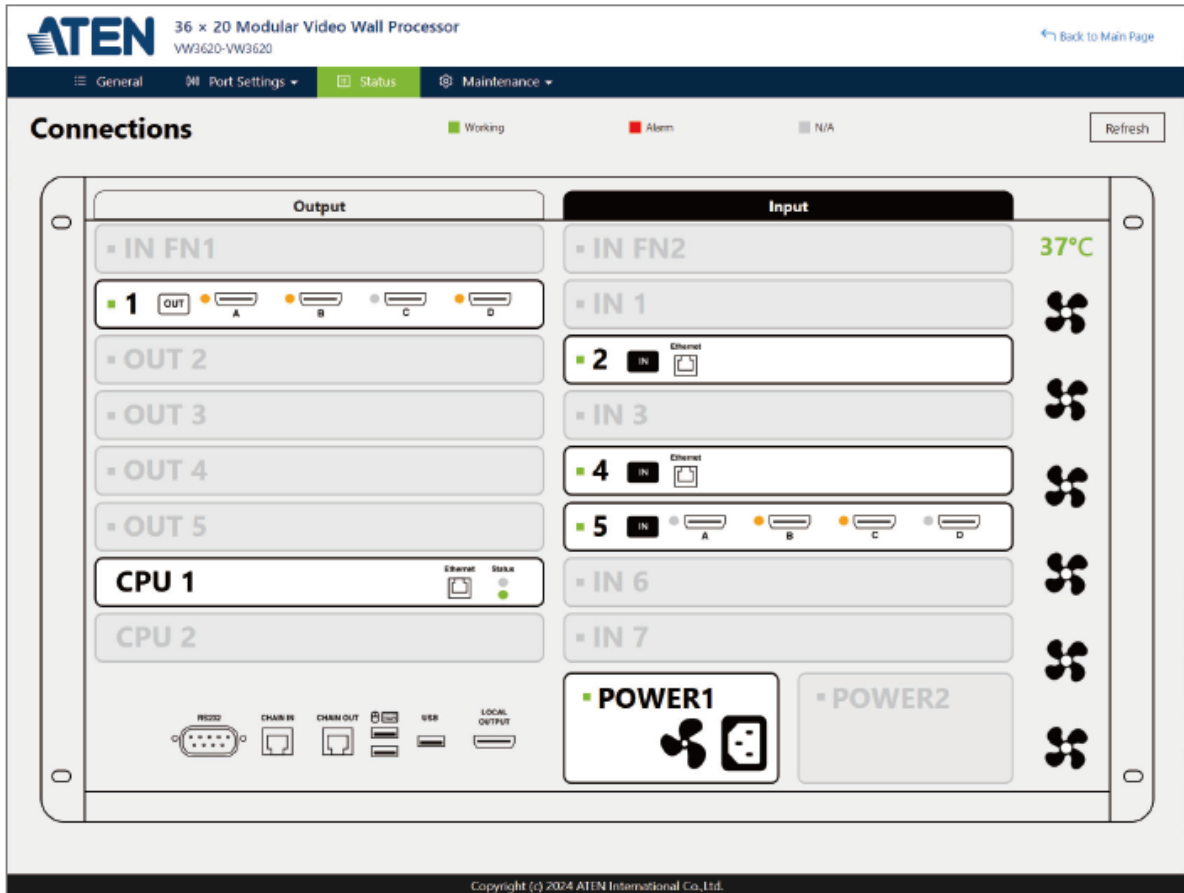 ATEN
36 × 20 Modular Video Wall Processor
VW3620-VW3620
Back to Main Page
General
Port Settings
Status
Maintenance
Connections
Working
Alarm
N/A
Refresh
Output
Input
IN FN1
IN FN2
37°C
1 OUT A B C D
IN 1
OUT 2
2 IN Ethernet
OUT 3
IN 3
OUT 4
4 IN Ethernet
OUT 5
5 IN A B C D
CPU 1 Ethernet Status
IN 6
CPU 2
IN 7
RS232 CHAIN IN CHAIN OUT USB LOCAL OUTPUT
POWER1
POWER2
Copyright (c) 2024 ATEN International Co.,Ltd.